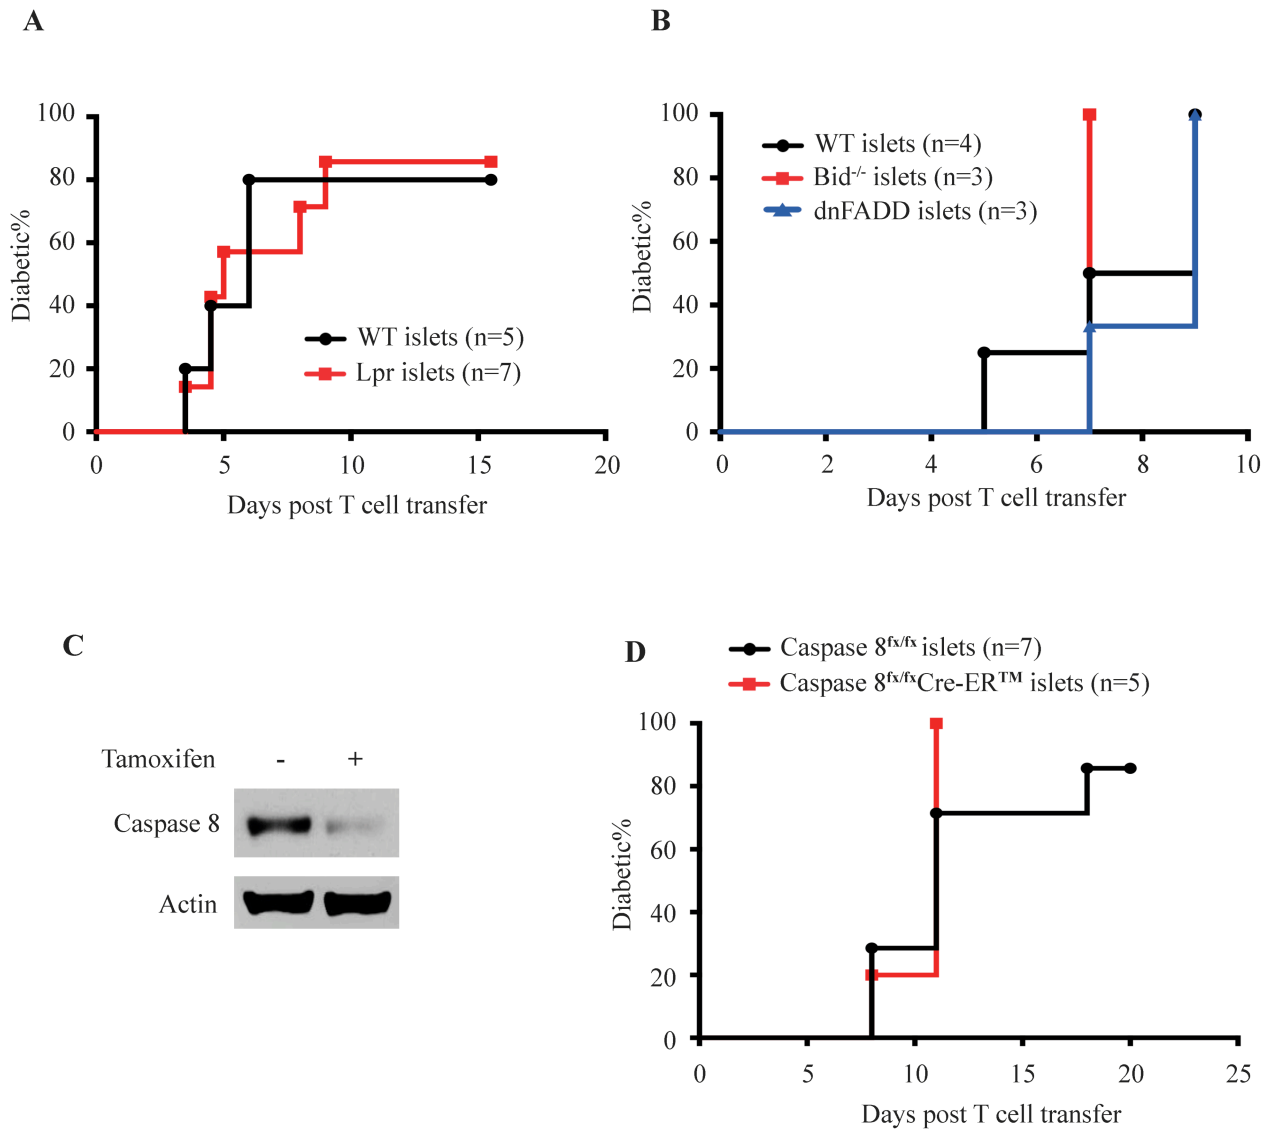 A
B
100
80
60
40
20
0
Diabetic%
WT islets (n=5)
Lpr islets (n=7)
0 5 10 15 20
Days post T cell transfer
100
80
60
40
20
0
Diabetic%
WT islets (n=4)
Bid-/- islets (n=3)
dnFADD islets (n=3)
0 2 4 6 8 10
Days post T cell transfer
C
Tamoxifen - +
Caspase 8
Actin
D
Caspase 8fx/fx islets (n=7)
Caspase 8fx/fxCre-ER™ islets (n=5)
100
80
60
40
20
0
Diabetic%
0 5 10 15 20 25
Days post T cell transfer